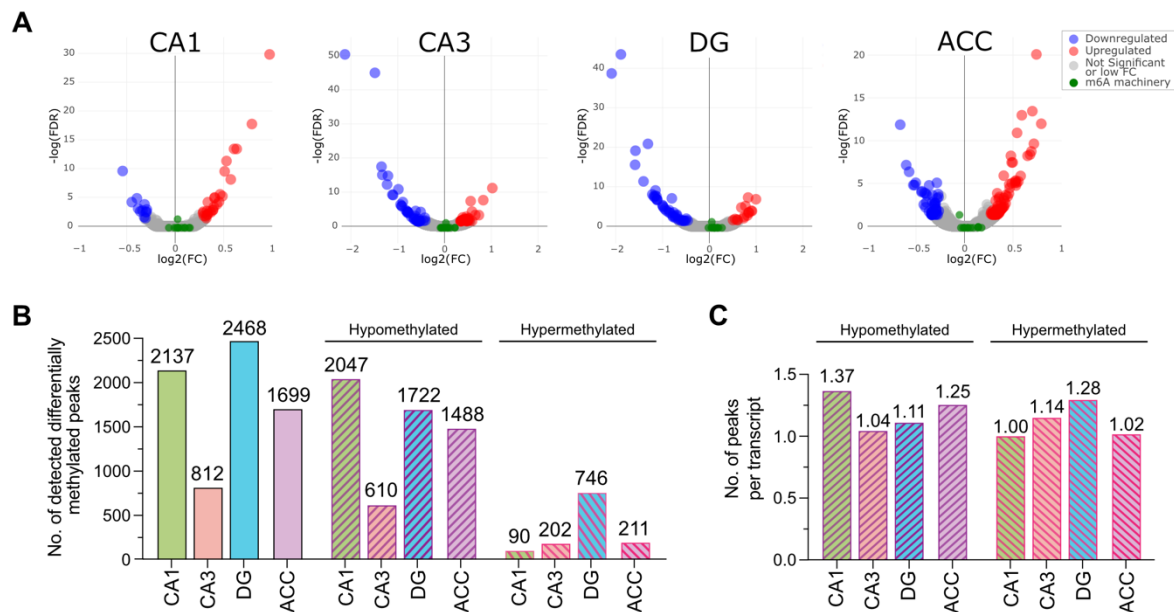 A
CA1
CA3
DG
ACC
Downregulated
Upregulated
Not Significant
or low FC
m6A machinery
-log(FDR)
30
25
20
15
10
5
0
−1
−0.5
0
0.5
1
log2(FC)
-log(FDR)
50
40
30
20
10
0
−2
−1
0
1
2
log2(FC)
-log(FDR)
40
30
20
10
0
−2
−1
0
1
2
log2(FC)
-log(FDR)
20
15
10
5
0
−1
−0.5
0
0.5
1
log2(FC)
B
No. of detected differentially
methylated peaks
2500
2000
1500
1000
500
0
Hypomethylated
Hypermethylated
2137
812
2468
1699
2047
610
1722
1488
90
202
746
211
CA1
CA3
DG
ACC
CA1
CA3
DG
ACC
CA1
CA3
DG
ACC
C
No. of peaks
per transcript
1.5
1.0
0.5
0.0
Hypomethylated
Hypermethylated
1.37
1.04
1.11
1.25
1.00
1.14
1.28
1.02
CA1
CA3
DG
ACC
CA1
CA3
DG
ACC